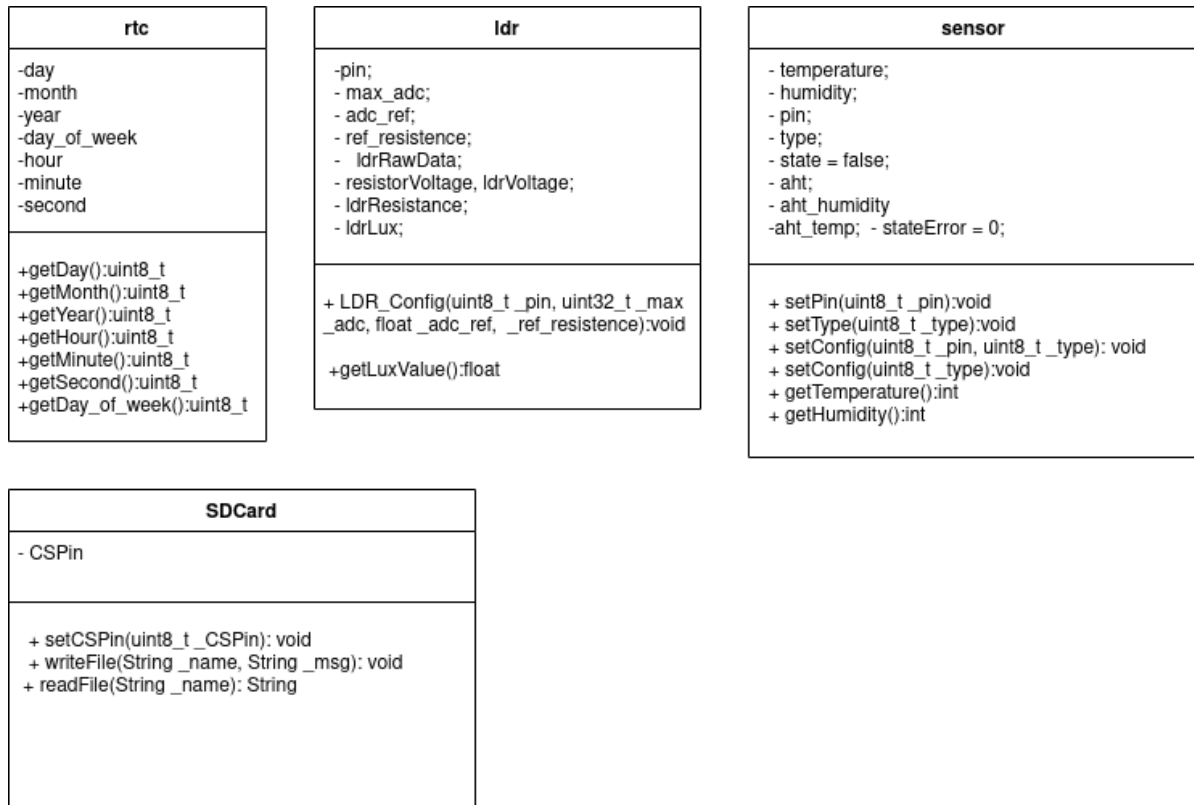 rtc
-day
-month
-year
-day_of_week
-hour
-minute
-second
+getDay():uint8_t
+getMonth():uint8_t
+getYear():uint8_t
+getHour():uint8_t
+getMinute():uint8_t
+getSecond():uint8_t
+getDay_of_week():uint8_t
ldr
-pin;
- max_adc;
- adc_ref;
- ref_resistence;
- ldrRawData;
- resistorVoltage, ldrVoltage;
- ldrResistance;
- ldrLux;
+ LDR_Config(uint8_t _pin, uint32_t _max
_adc, float _adc_ref, _ref_resistence):void
+getLuxValue():float
sensor
- temperature;
- humidity;
- pin;
- type;
- state = false;
- aht;
- aht_humidity
-aht_temp; - stateError = 0;
+ setPin(uint8_t _pin):void
+ setType(uint8_t _type):void
+ setConfig(uint8_t _pin, uint8_t _type): void
+ setConfig(uint8_t _type):void
+ getTemperature():int
+ getHumidity():int
SDCard
- CSPin
+ setCSPin(uint8_t _CSPin): void
+ writeFile(String _name, String _msg): void
+ readFile(String _name): String